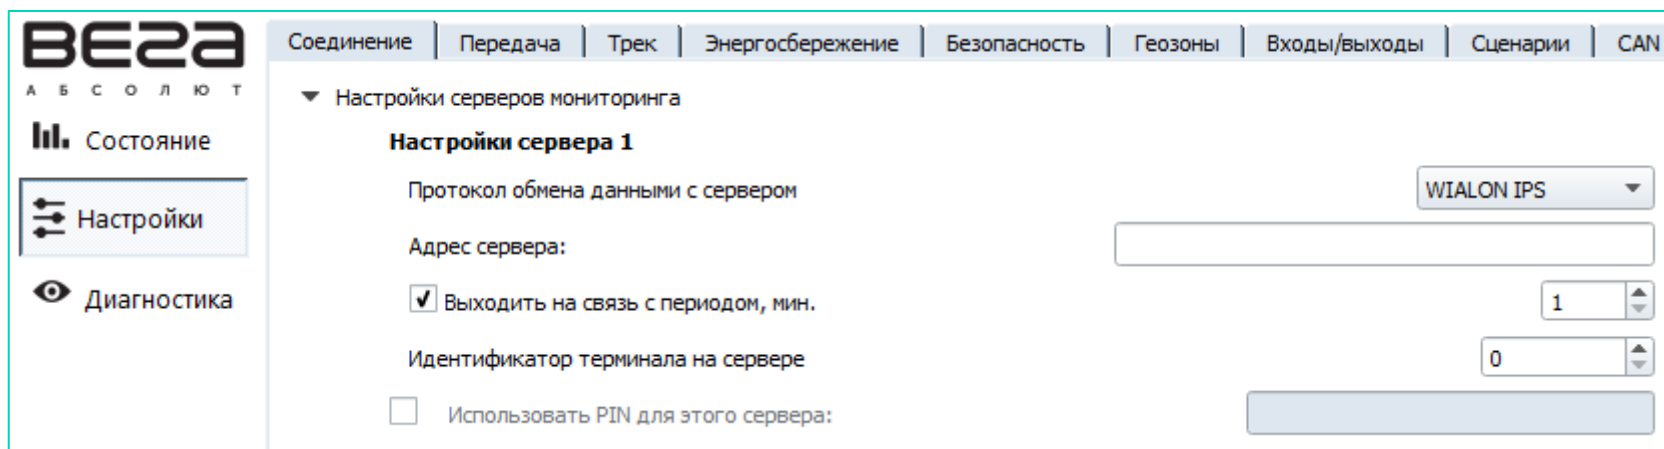 ВЕГА
АБСОЛЮТ
Состояние
Настройки
Диагностика
Соединение Передача Трек Энергосбережение Безопасность Геозоны Входы/выходы Сценарии CAN
Настройки серверов мониторинга
Настройки сервера 1
Протокол обмена данными с сервером WIALON IPS
Адрес сервера:
Выходить на связь с периодом, мин. 1
Идентификатор терминала на сервере 0
Использовать PIN для этого сервера: